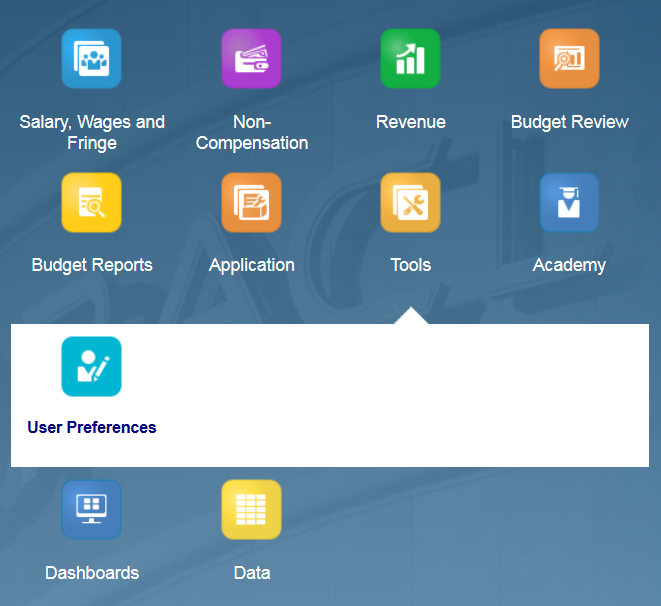 Salary, Wages and
Fringe
Non-
Compensation
Revenue
Budget Review
Budget Reports
Application
Tools
Academy
User Preferences
Dashboards
Data